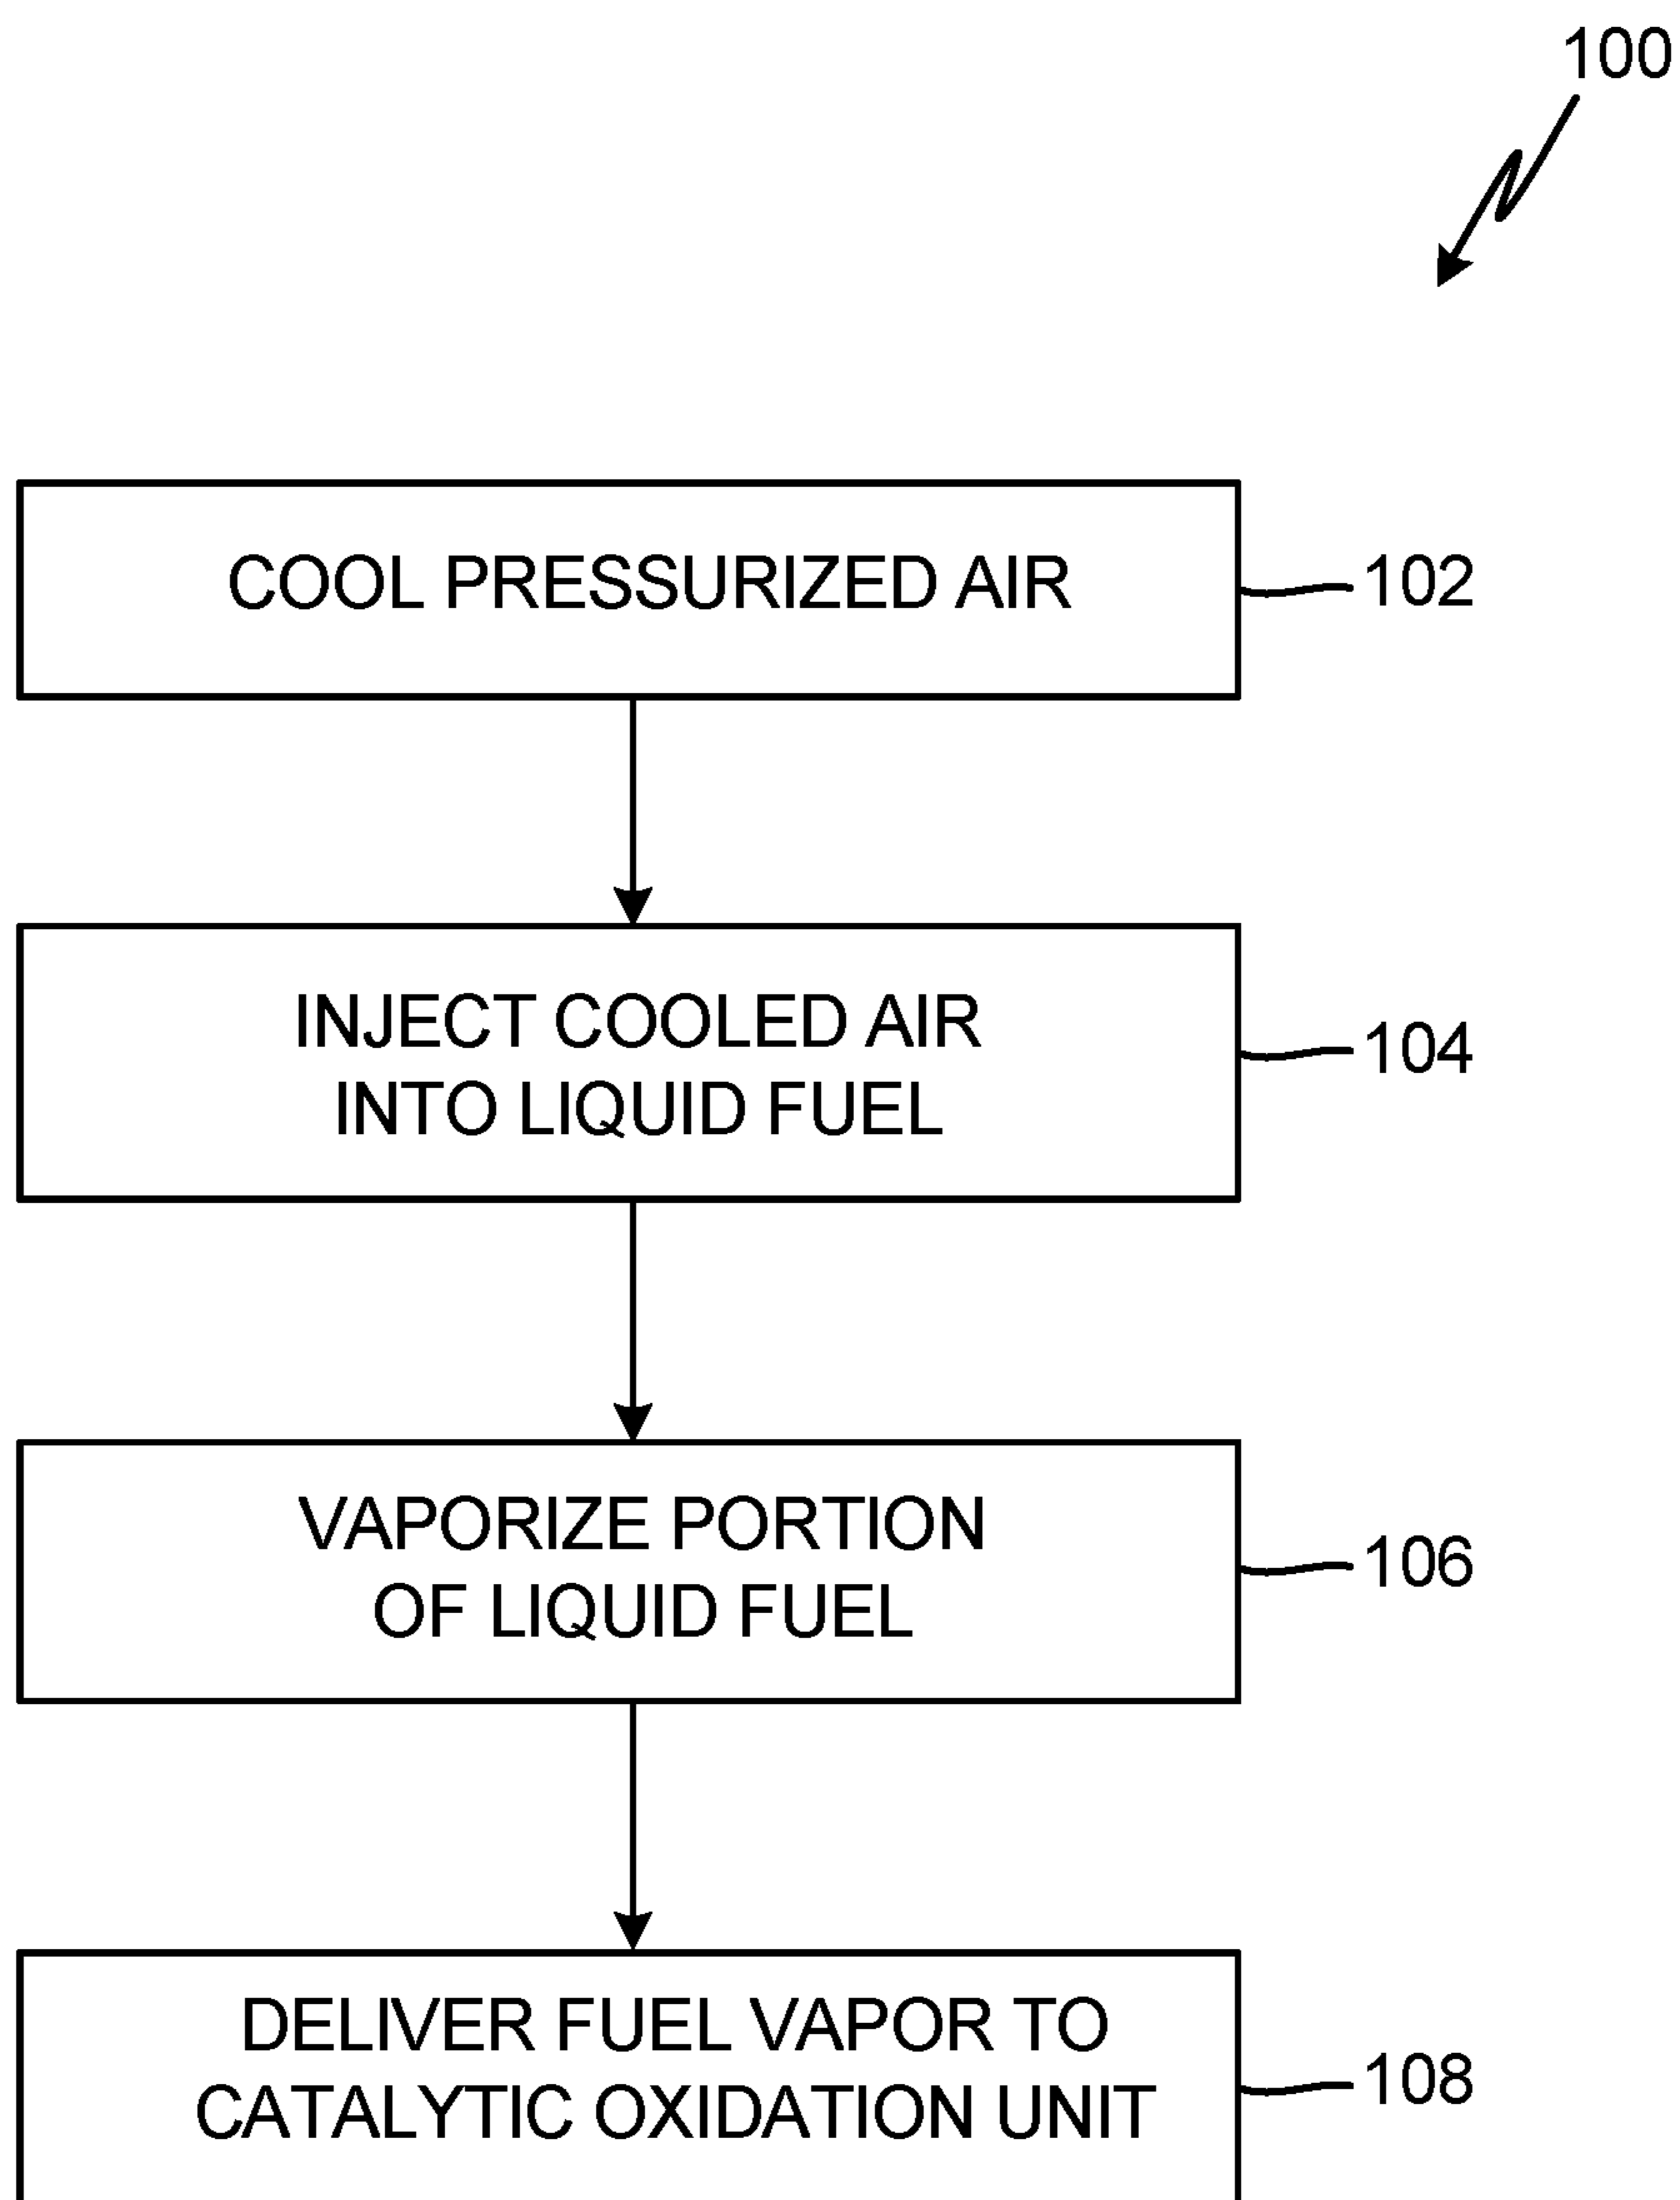 100
COOL PRESSURIZED AIR
102
INJECT COOLED AIR
INTO LIQUID FUEL
104
VAPORIZE PORTION
OF LIQUID FUEL
106
DELIVER FUEL VAPOR TO
CATALYTIC OXIDATION UNIT
108